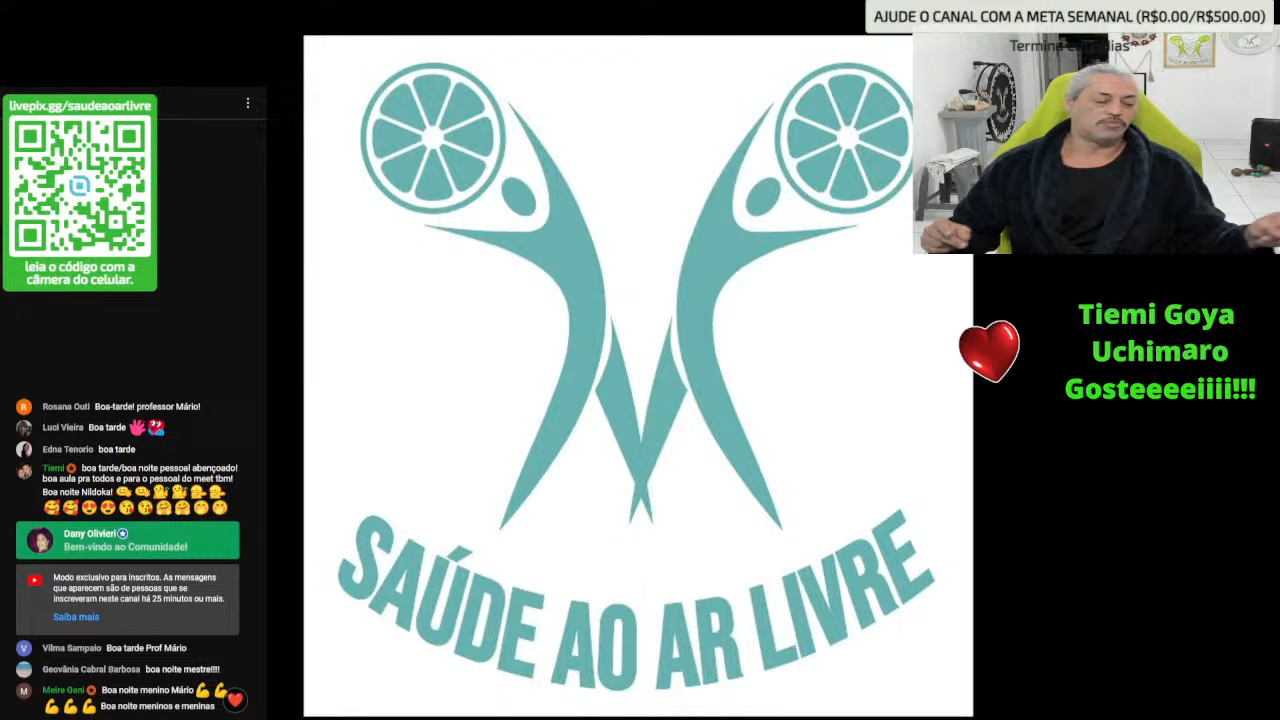 AJUDE O CANAL COM A META SEMANAL (R$0.00/R$500.00)
livepix.gg/saudeaoarlivre
leia o código com a
câmera do celular.
Rosana Outi Boa-tarde! professor Mário!
Luci Vieira Boa tarde
Edna Tenorio boa tarde
Tiemi boa tarde/boa noite pessoal abençoado!
boa aula pra todos e para o pessoal do meet tbm!
Boa noite Nildoka!
Dany Olivieri
Bem-vindo ao Comunidade!
Modo exclusivo para inscritos. As mensagens
que aparecem são de pessoas que se
inscreveram neste canal há 25 minutos ou mais.
Saiba mais
Vilma Sampaio Boa tarde Prof Mário
Geovânia Cabral Barbosa boa noite mestre!!!!
Meire Geni Boa noite menino Mário
Boa noite meninos e meninas
SAÚDE AO AR LIVRE
Tiemi Goya
Uchimaro
Gosteeeeiiii!!!